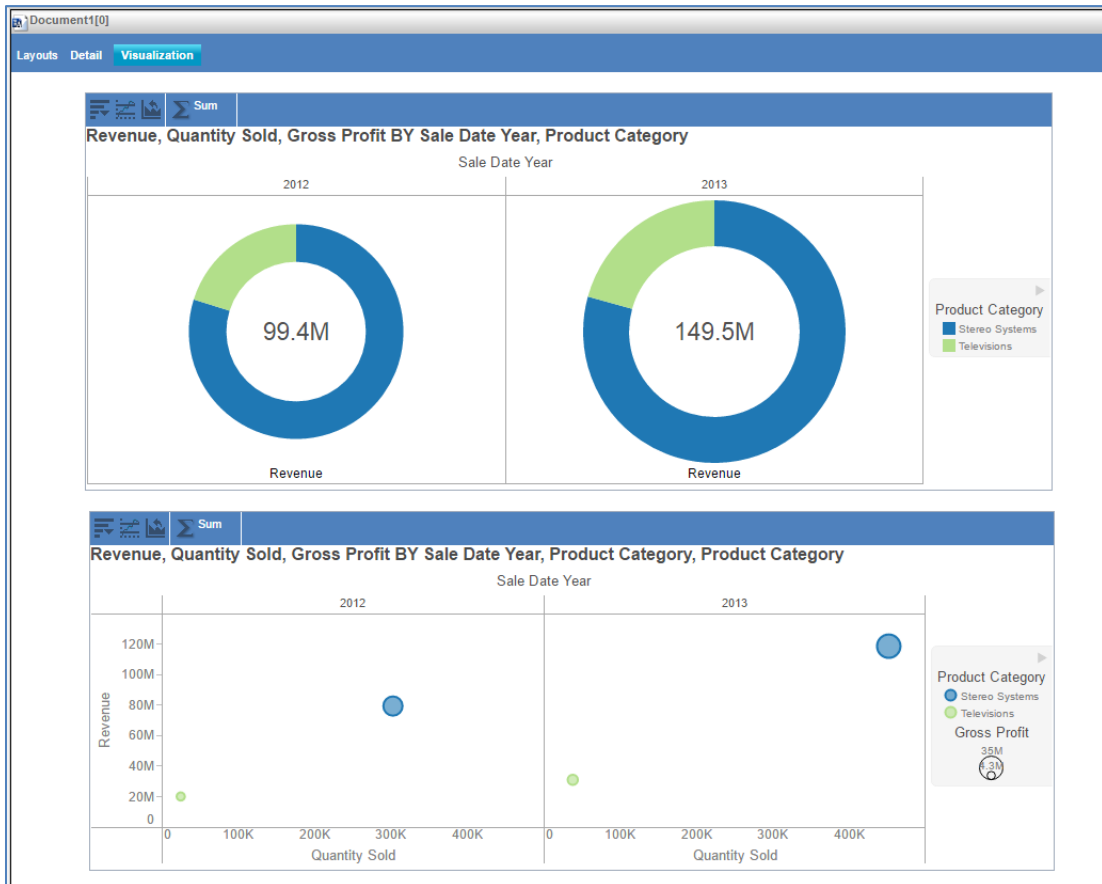 Document1[0]
Layouts Detail Visualization
Sum
Revenue, Quantity Sold, Gross Profit BY Sale Date Year, Product Category
Sale Date Year
2012 2013
99.4M 149.5M
Revenue Revenue
Product Category
Stereo Systems
Televisions
Sum
Revenue, Quantity Sold, Gross Profit BY Sale Date Year, Product Category, Product Category
Sale Date Year
2012 2013
Revenue
120M
100M
80M
60M
40M
20M
0
0 100K 200K 300K 400K 0 100K 200K 300K 400K
Quantity Sold Quantity Sold
Product Category
Stereo Systems
Televisions
Gross Profit
35M
4.3M